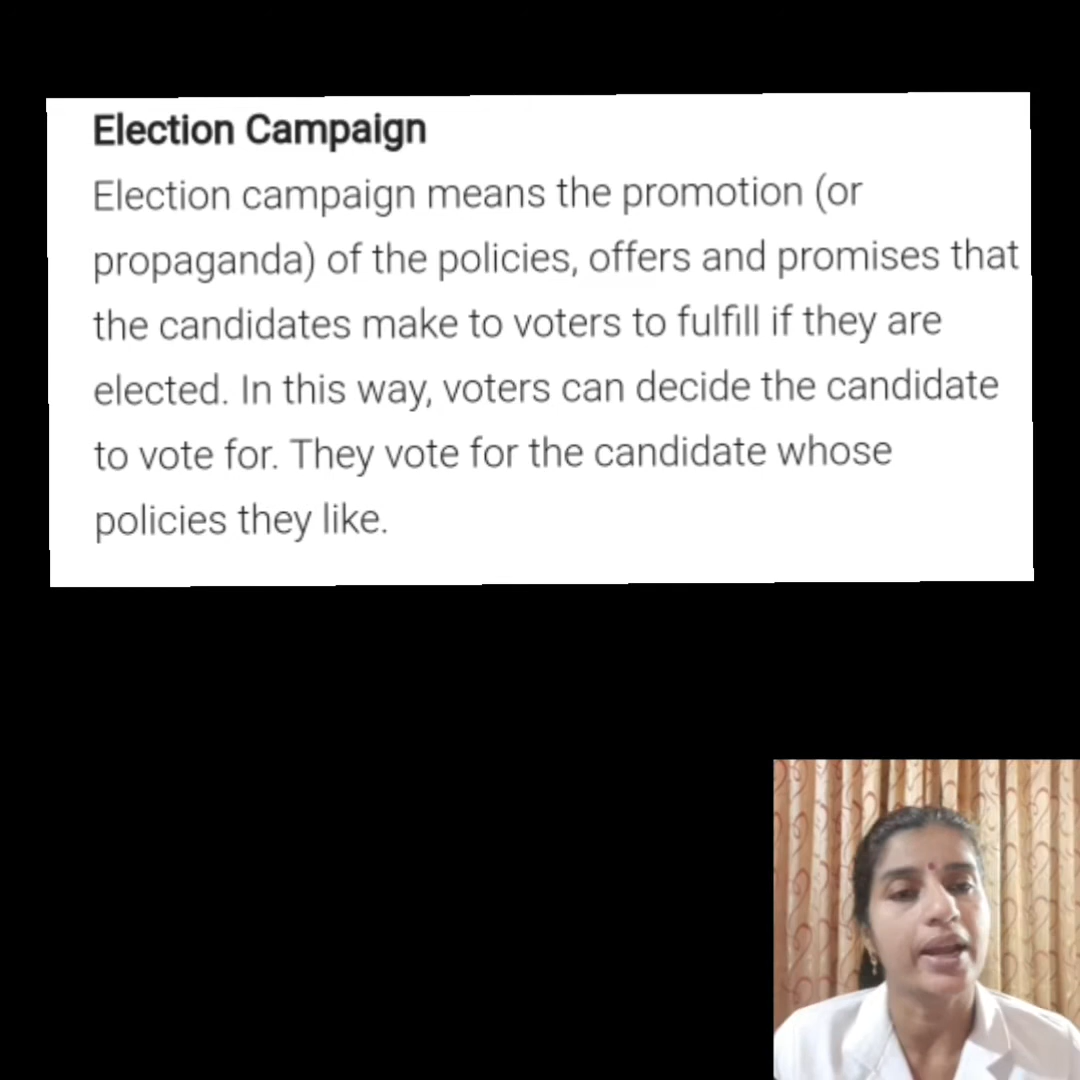 Election Campaign
Election campaign means the promotion (or
propaganda) of the policies, offers and promises that
the candidates make to voters to fulfill if they are
elected. In this way, voters can decide the candidate
to vote for. They vote for the candidate whose
policies they like.